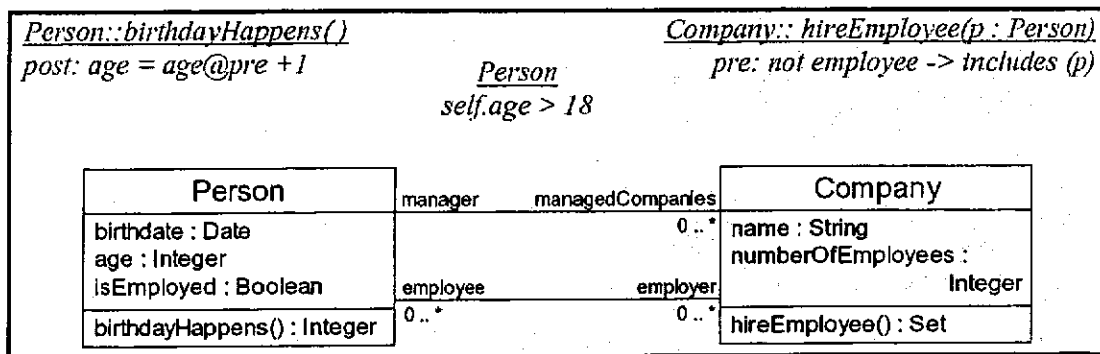 Person::birthdayHappens()
post: age = age@pre +1
Company:: hireEmployee(p : Person)
pre: not employee -> includes (p)
Person
self.age > 18
Person
birthdate : Date
age : Integer
isEmployed : Boolean
birthdayHappens() : Integer
manager
managedCompanies
0 .. *
employee
employer
0 .. *
0 .. *
Company
name : String
numberOfEmployees :
Integer
hireEmployee() : Set